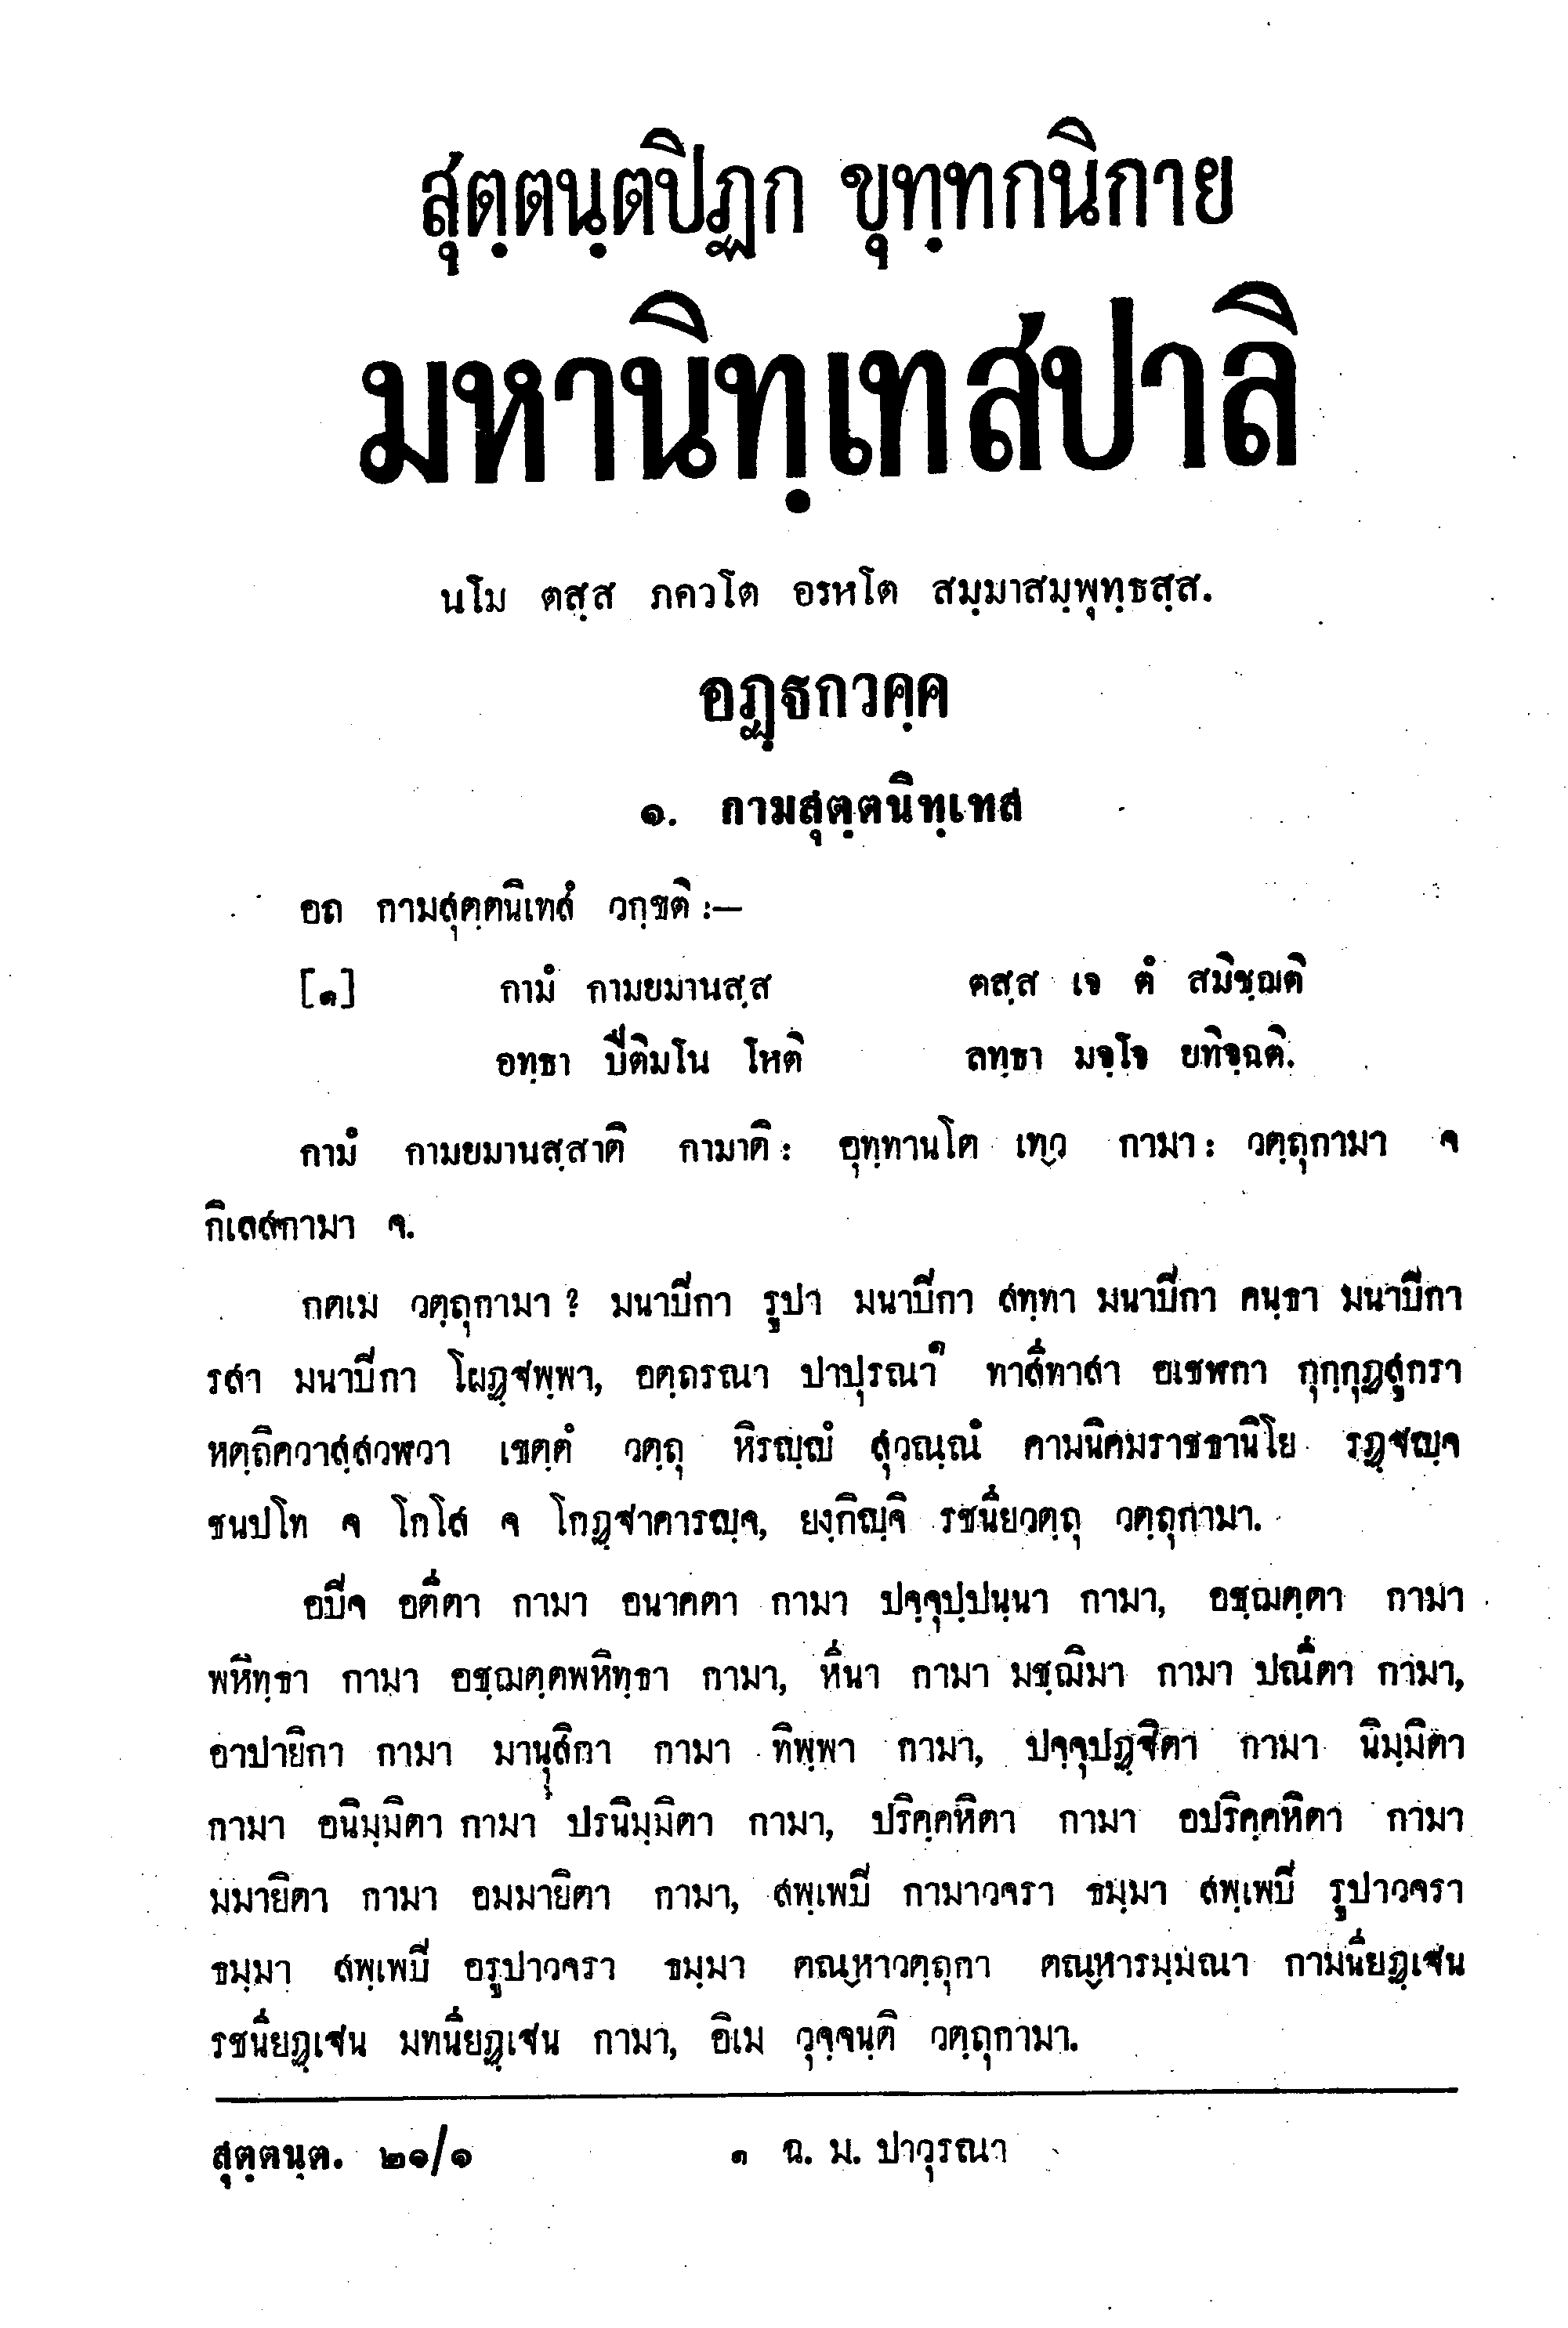 สุตฺตนฺตปิฏก ขุทฺทกนิกาย
มหานิทฺเทสปาลิ
นโม ตสฺส ภควโต อรหโต สมฺมาสมฺพุทฺธสฺส.
อฏฺฐกวคฺค
๑. กามสุตฺตนิทฺเทส
อถ กามสุตฺตนิเทสํ วกฺขติ :—
[๑] กามํ กามยมานสฺส ตสฺส เจ ตํ สมิชฺฌติ
อทฺธา ปีติมโน โหติ ลทฺธา มจฺโจ ยทิจฺฉติ.
กามํ กามยมานสฺสาติ กามาติ : อุทฺทานโต เทฺว กามา : วตฺถุกามา จ
กิเลสกามา จ.
กตเม วตฺถุกามา ? มนาปิกา รูปา มนาปิกา สทฺทา มนาปิกา คนฺธา มนาปิกา
รสา มนาปิกา โผฏฺฐพฺพา, อตฺถรณา ปาปุรณา๑ ทาสีทาสา อเชฬกา กุกฺกุฏสูกรา
หตฺถิควาสฺสวฬวา เขตฺตํ วตฺถุ หิรญฺญํ สุวณฺณํ คามนิคมราชธานิโย รฏฺฐญฺจ
ชนปโท จ โกโส จ โกฏฺฐาคารญฺจ, ยงฺกิญฺจิ รชนียวตฺถุ วตฺถุกามา.
อปิจ อตีตา กามา อนาคตา กามา ปจฺจุปฺปนฺนา กามา, อชฺฌตฺตา กามา
พหิทฺธา กามา อชฺฌตฺตพหิทฺธา กามา, หีนา กามา มชฺฌิมา กามา ปณีตา กามา,
อาปายิกา กามา มานุสิกา กามา ทิพฺพา กามา, ปจฺจุปฏฺฐิตา กามา นิมฺมิตา
กามา อนิมฺมิตา กามา ปรนิมฺมิตา กามา, ปริคฺคหิตา กามา อปริคฺคหิตา กามา
มมายิตา กามา อมมายิตา กามา, สพฺเพปิ กามาวจรา ธมฺมา สพฺเพปิ รูปาวจรา
ธมฺมา สพฺเพปิ อรูปาวจรา ธมฺมา ตณฺหาวตฺถุกา ตณฺหารมฺมณา กามนียฏฺเฐน
รชนียฏฺเฐน มทนียฏฺเฐน กามา, อิเม วุจฺจนฺติ วตฺถุกามา.
สุตฺตนฺต. ๒๑/๑ ๑ ฉ. ม. ปาวุรณา